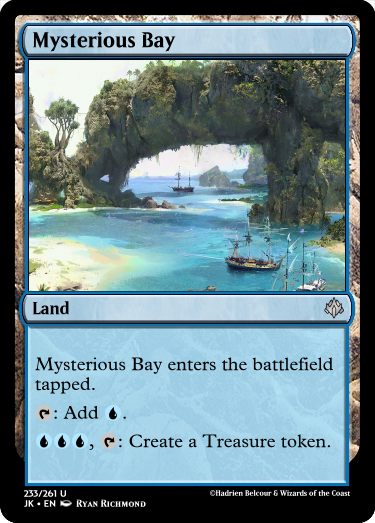 Mysterious Bay
Land
Mysterious Bay enters the battlefield
tapped.
: Add .
, : Create a Treasure token.
233/261 U
JK • EN RYAN RICHMOND
©Hadrien Belcour & Wizards of the Coast